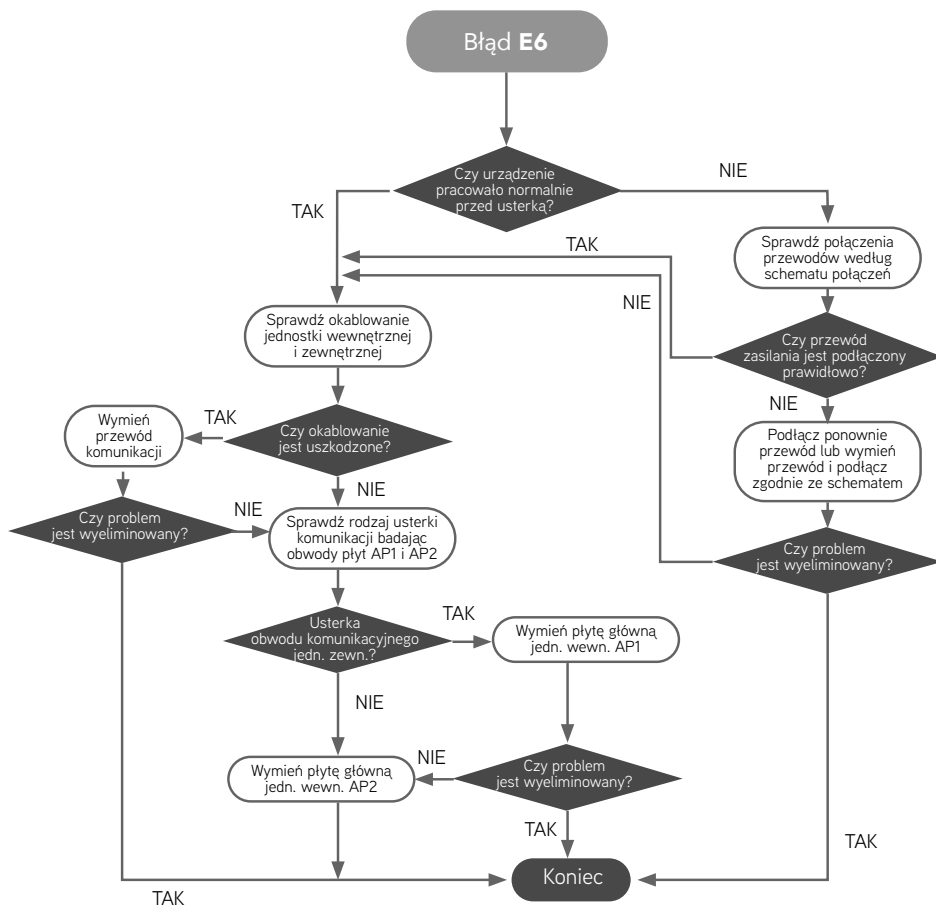 Błąd E6
Czy urządzenie
pracowało normalnie
przed usterką?
NIE
TAK
Sprawdź połączenia
przewodów według
schematu połączeń
TAK
NIE
Sprawdź okablowanie
jednostki wewnętrznej
i zewnętrznej
Czy przewód
zasilania jest podłączony
prawidłowo?
NIE
Wymień
przewód
komunikacji
TAK
Czy okablowanie
jest uszkodzone?
Podłącz ponownie
przewód lub wymień
przewód i podłącz
zgodnie ze schematem
NIE
Czy problem
jest wyeliminowany?
NIE
Sprawdź rodzaj usterki
komunikacji badając
obwody płyt AP1 i AP2
Czy problem
jest wyeliminowany?
Usterka
obwodu komunikacyjnego
jedn. zewn.?
TAK
Wymień płytę główną
jedn. wewn. AP1
NIE
Wymień płytę główną
jedn. wewn. AP2
NIE
Czy problem
jest wyeliminowany?
TAK
TAK
Koniec
TAK